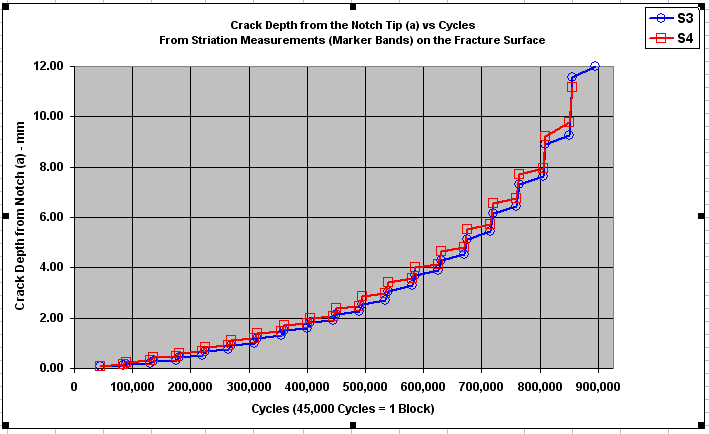 Crack Depth from the Notch Tip (a) vs Cycles
From Striation Measurements (Marker Bands) on the Fracture Surface
S3
S4
12.00
10.00
8.00
6.00
4.00
2.00
0.00
Crack Depth from Notch (a) - mm
0 100,000 200,000 300,000 400,000 500,000 600,000 700,000 800,000 900,000
Cycles (45,000 Cycles = 1 Block)